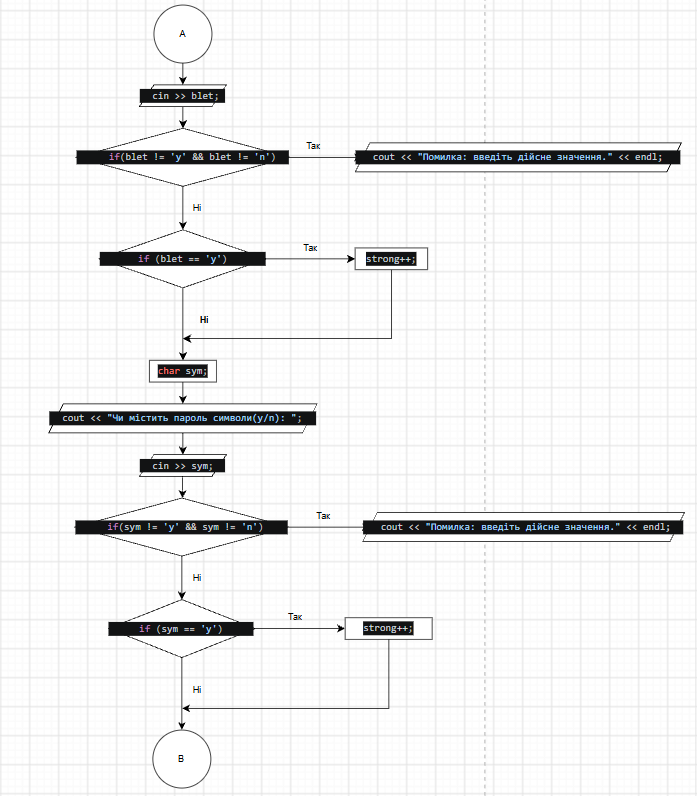 A
cin >> blet;
if(blet != 'y' && blet != 'n')
Так
cout << "Помилка: введіть дійсне значення." << endl;
Ні
if (blet == 'y')
Так
strong++;
Ні
char sym;
cout << "Чи містить пароль символи(y/n): ";
cin >> sym;
if(sym != 'y' && sym != 'n')
Так
cout << "Помилка: введіть дійсне значення." << endl;
Ні
if (sym == 'y')
Так
strong++;
Ні
B